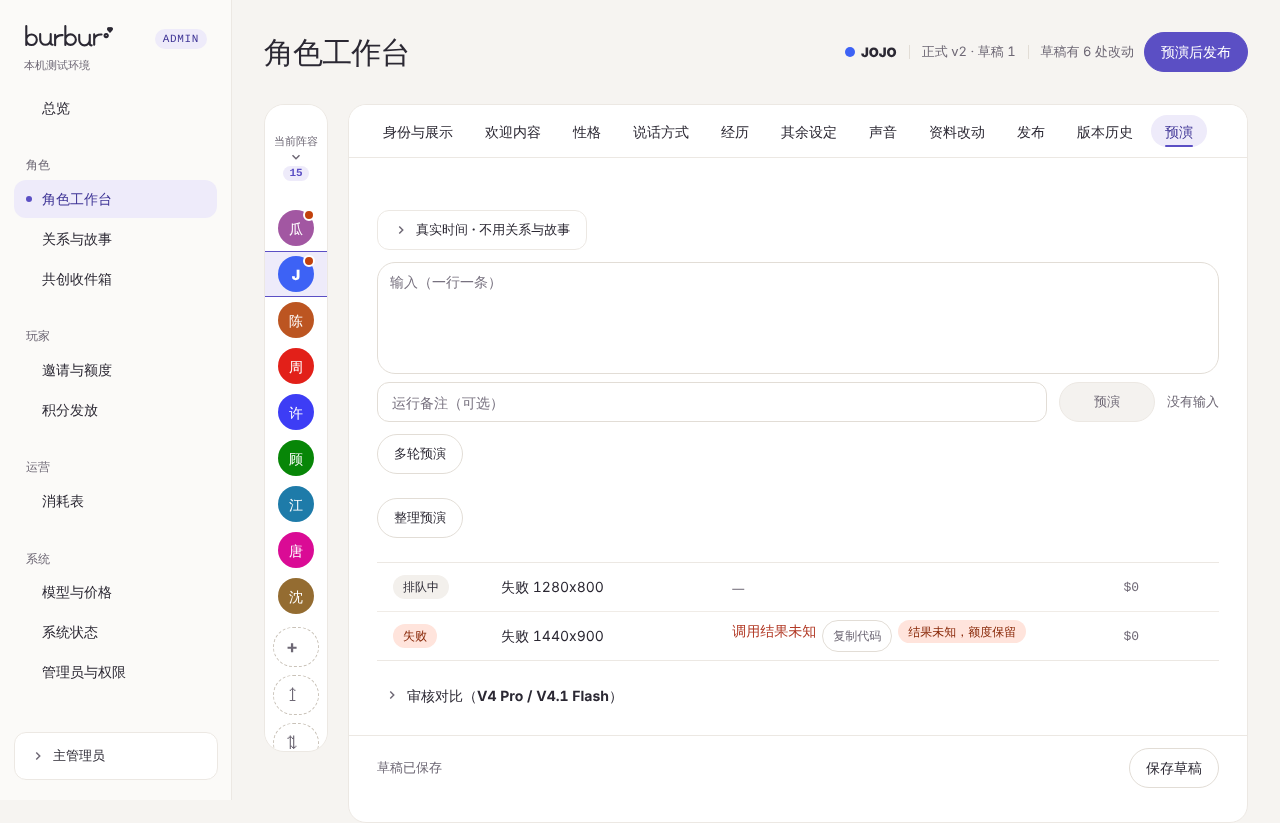 burbur
ADMIN
本机测试环境
总览
角色
角色工作台
关系与故事
共创收件箱
玩家
邀请与额度
积分发放
运营
消耗表
系统
模型与价格
系统状态
管理员与权限
主管理员
角色工作台
JOJO
正式 v2 · 草稿 1
草稿有 6 处改动
预演后发布
当前阵容
15
瓜
J
陈
周
许
顾
江
唐
沈
+
身份与展示 欢迎内容 性格 说话方式 经历 其余设定 声音 资料改动 发布 版本历史 预演
真实时间 · 不用关系与故事
输入（一行一条）
运行备注（可选）
预演
没有输入
多轮预演
整理预演
排队中 失败 1280x800 — $0
失败 失败 1440x900 调用结果未知 复制代码 结果未知，额度保留 $0
审核对比（V4 Pro / V4.1 Flash）
草稿已保存
保存草稿